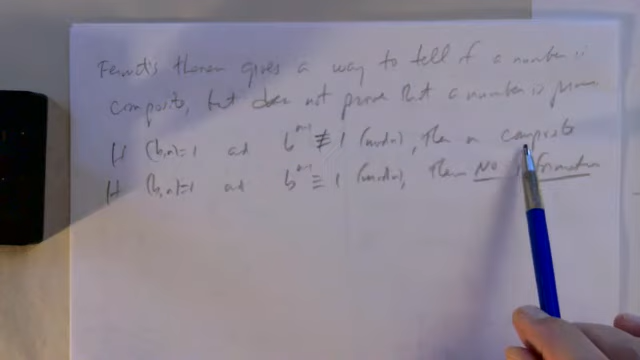 Fermat's theorem gives a way to tell if a number is
composite, but does not prove that a number is prime
If (b,n)=1 and b^{n-1} ≢ 1 (mod n), then n composite
If (b,n)=1 and b^{n-1} ≡ 1 (mod n), then NO information